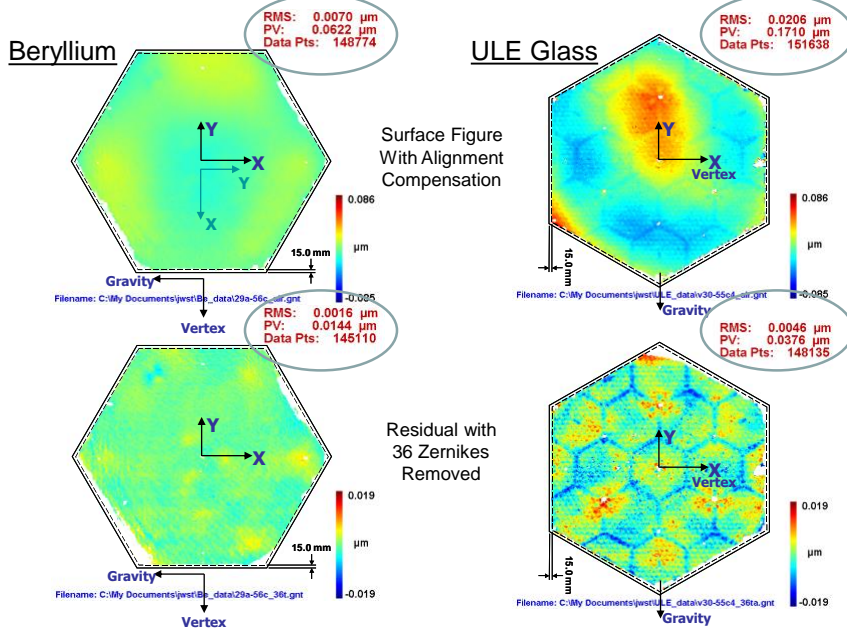 Beryllium
RMS: 0.0070 µm
PV: 0.0622 µm
Data Pts: 148774
Y
X
Y
X
15.0 mm
Gravity
Vertex
0.086
µm
-0.025
Filename: C:\My Documents\jwst\Be_data\29a-56c_dir.gnt
Surface Figure
With Alignment
Compensation
ULE Glass
RMS: 0.0206 µm
PV: 0.1710 µm
Data Pts: 151638
Y
X
Vertex
15.0 mm
Gravity
0.086
µm
-0.085
Filename: C:\My Documents\jwst\ULE_data\v30-55c4_dir.gnt
RMS: 0.0016 µm
PV: 0.0144 µm
Data Pts: 145110
Y
X
15.0 mm
Gravity
Vertex
0.019
µm
-0.019
Filename: C:\My Documents\jwst\Be_data\29a-56c_36t.gnt
Residual with
36 Zernikes
Removed
RMS: 0.0046 µm
PV: 0.0376 µm
Data Pts: 148135
Y
X
Vertex
15.0 mm
Gravity
0.019
µm
-0.019
Filename: C:\My Documents\jwst\ULE_data\v30-55c4_36ta.gnt